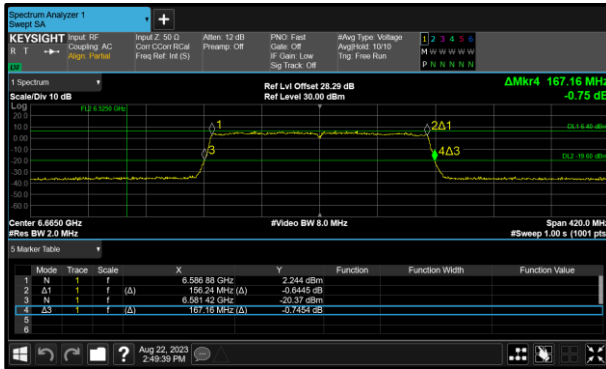 Spectrum Analyzer 1
Swept SA
KEYSIGHT
R T
Input: RF
Coupling: AC
Align: Partial
Input Z: 50 Ω
Corr CCorr RCal
Freq Ref: Int (S)
Atten: 12 dB
Preamp: Off
PNO: Fast
Gate: Off
IF Gain: Low
Sig Track: Off
#Avg Type: Voltage
Avg|Hold: 10/10
Trig: Free Run
1 2 3 4 5 6
M W W W W W
P N N N N N
1 Spectrum
Scale/Div 10 dB
Ref Lvl Offset 28.29 dB
Ref Level 30.00 dBm
ΔMkr4 167.16 MHz
-0.75 dB
Log
FL2 6.5250 GHz
20.0
10.0
0.00
-10.0
-20.0
-30.0
-40.0
-50.0
-60.0
1
2Δ1
3
4Δ3
DL1 6.40 dBm
DL2 -19.60 dBm
Center 6.6650 GHz
#Video BW 8.0 MHz
Span 420.0 MHz
#Res BW 2.0 MHz
#Sweep 1.00 s (1001 pts)
5 Marker Table
Mode Trace Scale X Y Function Function Width Function Value
1 N 1 f 6.586 88 GHz 2.244 dBm
2 Δ1 1 f (Δ) 156.24 MHz (Δ) -0.6445 dB
3 N 1 f 6.581 42 GHz -20.37 dBm
4 Δ3 1 f (Δ) 167.16 MHz (Δ) -0.7454 dB
5
6
Aug 22, 2023
2:49:39 PM